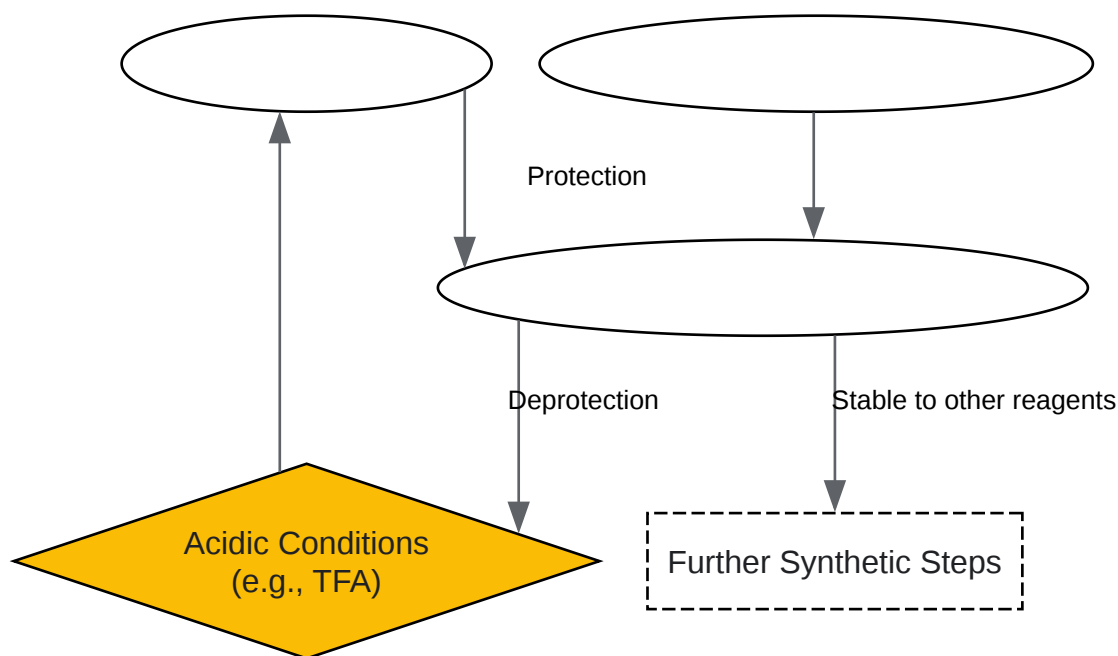 Protection
Deprotection
Stable to other reagents
Acidic Conditions
(e.g., TFA)
Further Synthetic Steps